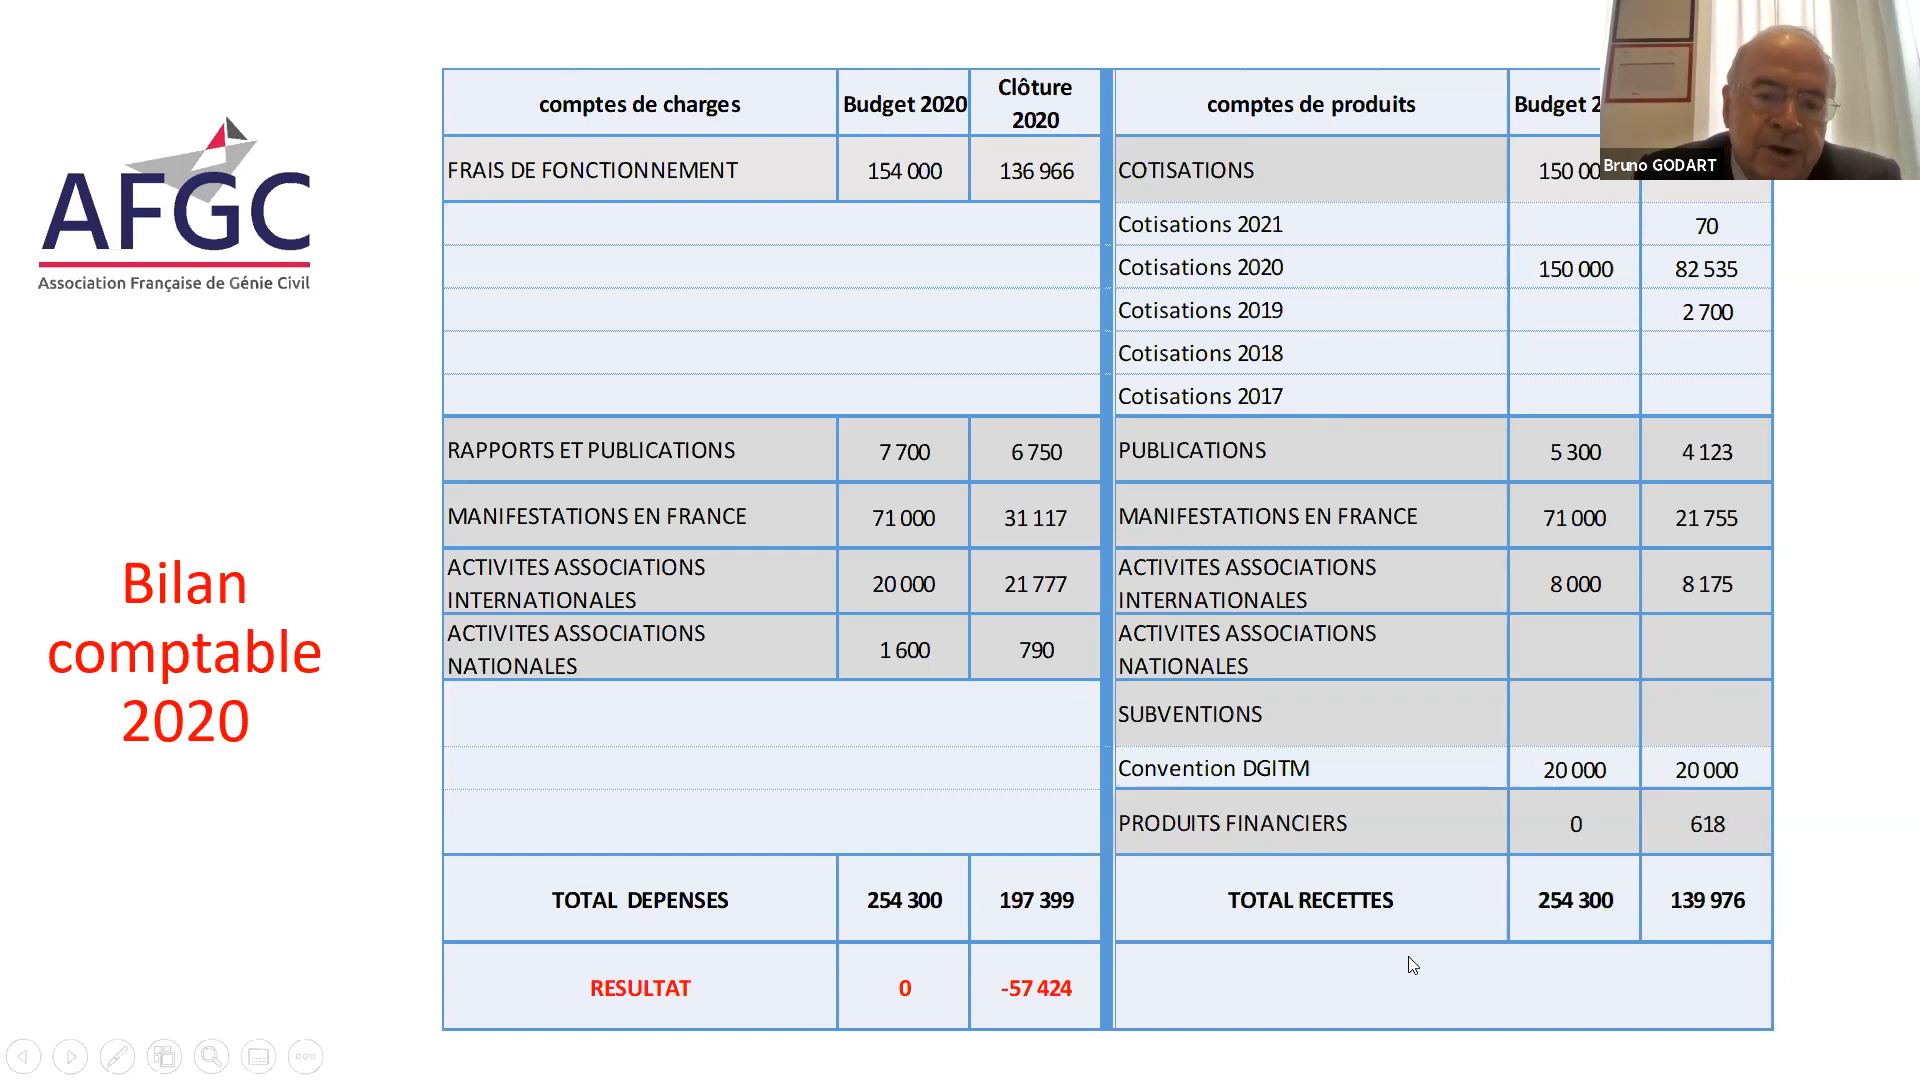 AFGC
Association Française de Génie Civil
Bilan
comptable
2020
comptes de charges Budget 2020 Clôture 2020 comptes de produits Budget
FRAIS DE FONCTIONNEMENT 154 000 136 966 COTISATIONS
Cotisations 2021 70
Cotisations 2020 150 000 82 535
Cotisations 2019 2 700
Cotisations 2018
Cotisations 2017
RAPPORTS ET PUBLICATIONS 7 700 6 750 PUBLICATIONS 5 300 4 123
MANIFESTATIONS EN FRANCE 71 000 31 117 MANIFESTATIONS EN FRANCE 71 000 21 755
ACTIVITES ASSOCIATIONS INTERNATIONALES 20 000 21 777 ACTIVITES ASSOCIATIONS INTERNATIONALES 8 000 8 175
ACTIVITES ASSOCIATIONS NATIONALES 1 600 790 ACTIVITES ASSOCIATIONS NATIONALES
SUBVENTIONS
Convention DGITM 20 000 20 000
PRODUITS FINANCIERS 0 618
TOTAL DEPENSES 254 300 197 399 TOTAL RECETTES 254 300 139 976
RESULTAT 0 -57 424
Bruno GODART